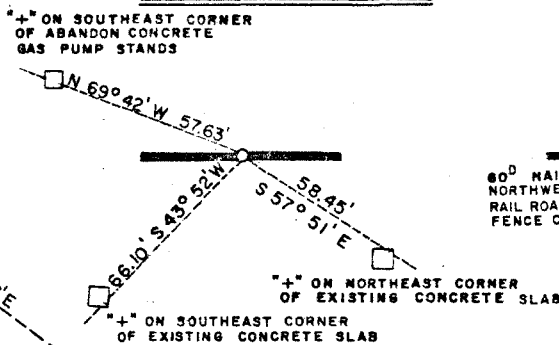 "+" ON SOUTHEAST CORNER
OF ABANDON CONCRETE
GAS PUMP STANDS
N 69° 42' W 57.63'
66.10' S 43° 52' W
58.45'
S 57° 51' E
60D NAI
NORTHWE
RAIL ROA
FENCE C
"+" ON NORTHEAST CORNER
OF EXISTING CONCRETE SLAB
'E
"+" ON SOUTHEAST CORNER
OF EXISTING CONCRETE SLAB